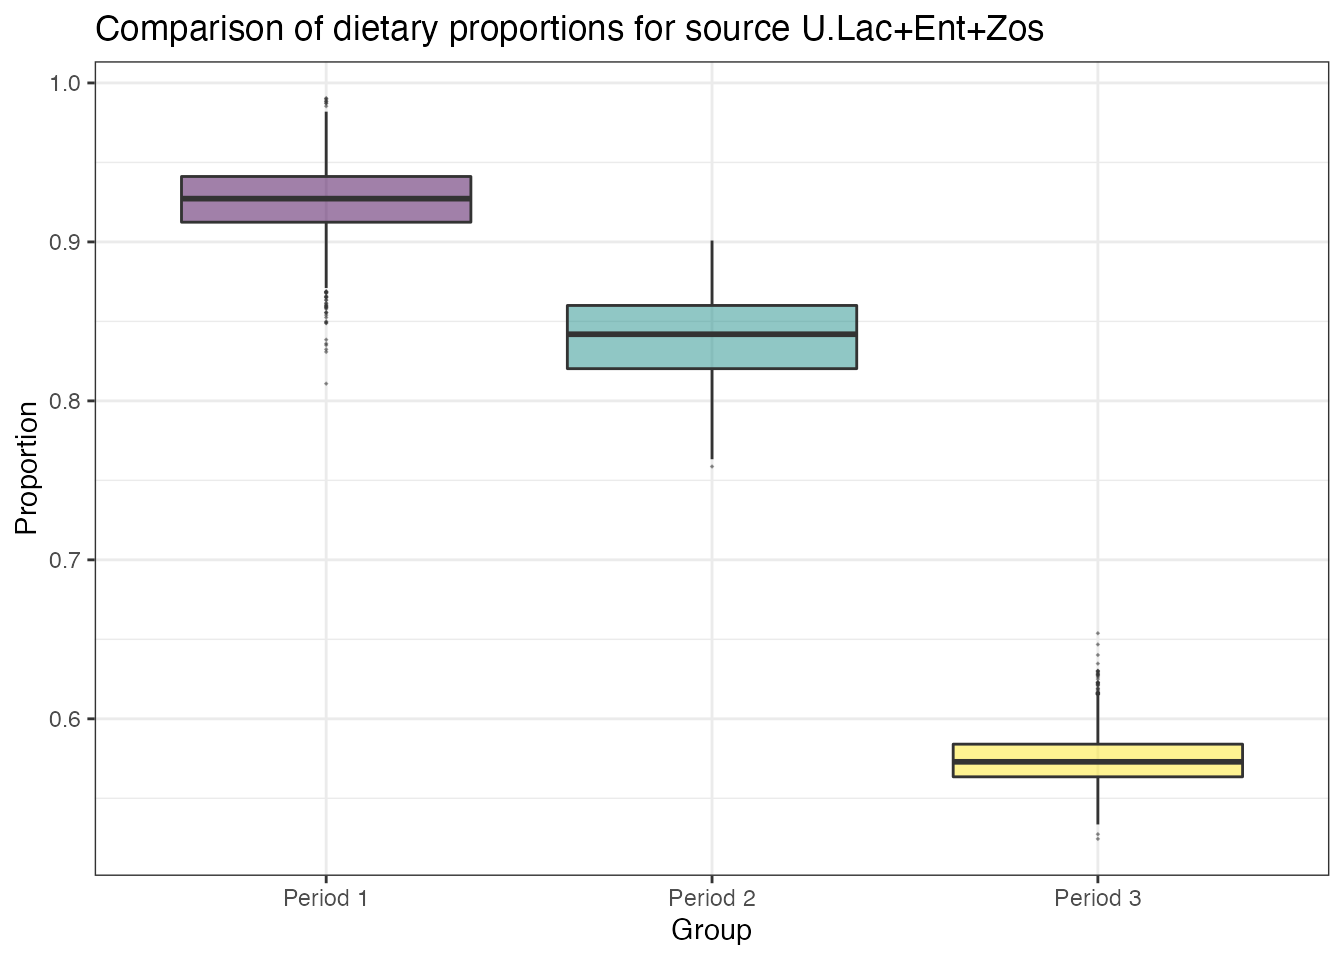 Comparison of dietary proportions for source U.Lac+Ent+Zos
1.0
0.9
0.8
0.7
0.6
Proportion
Period 1
Period 2
Period 3
Group